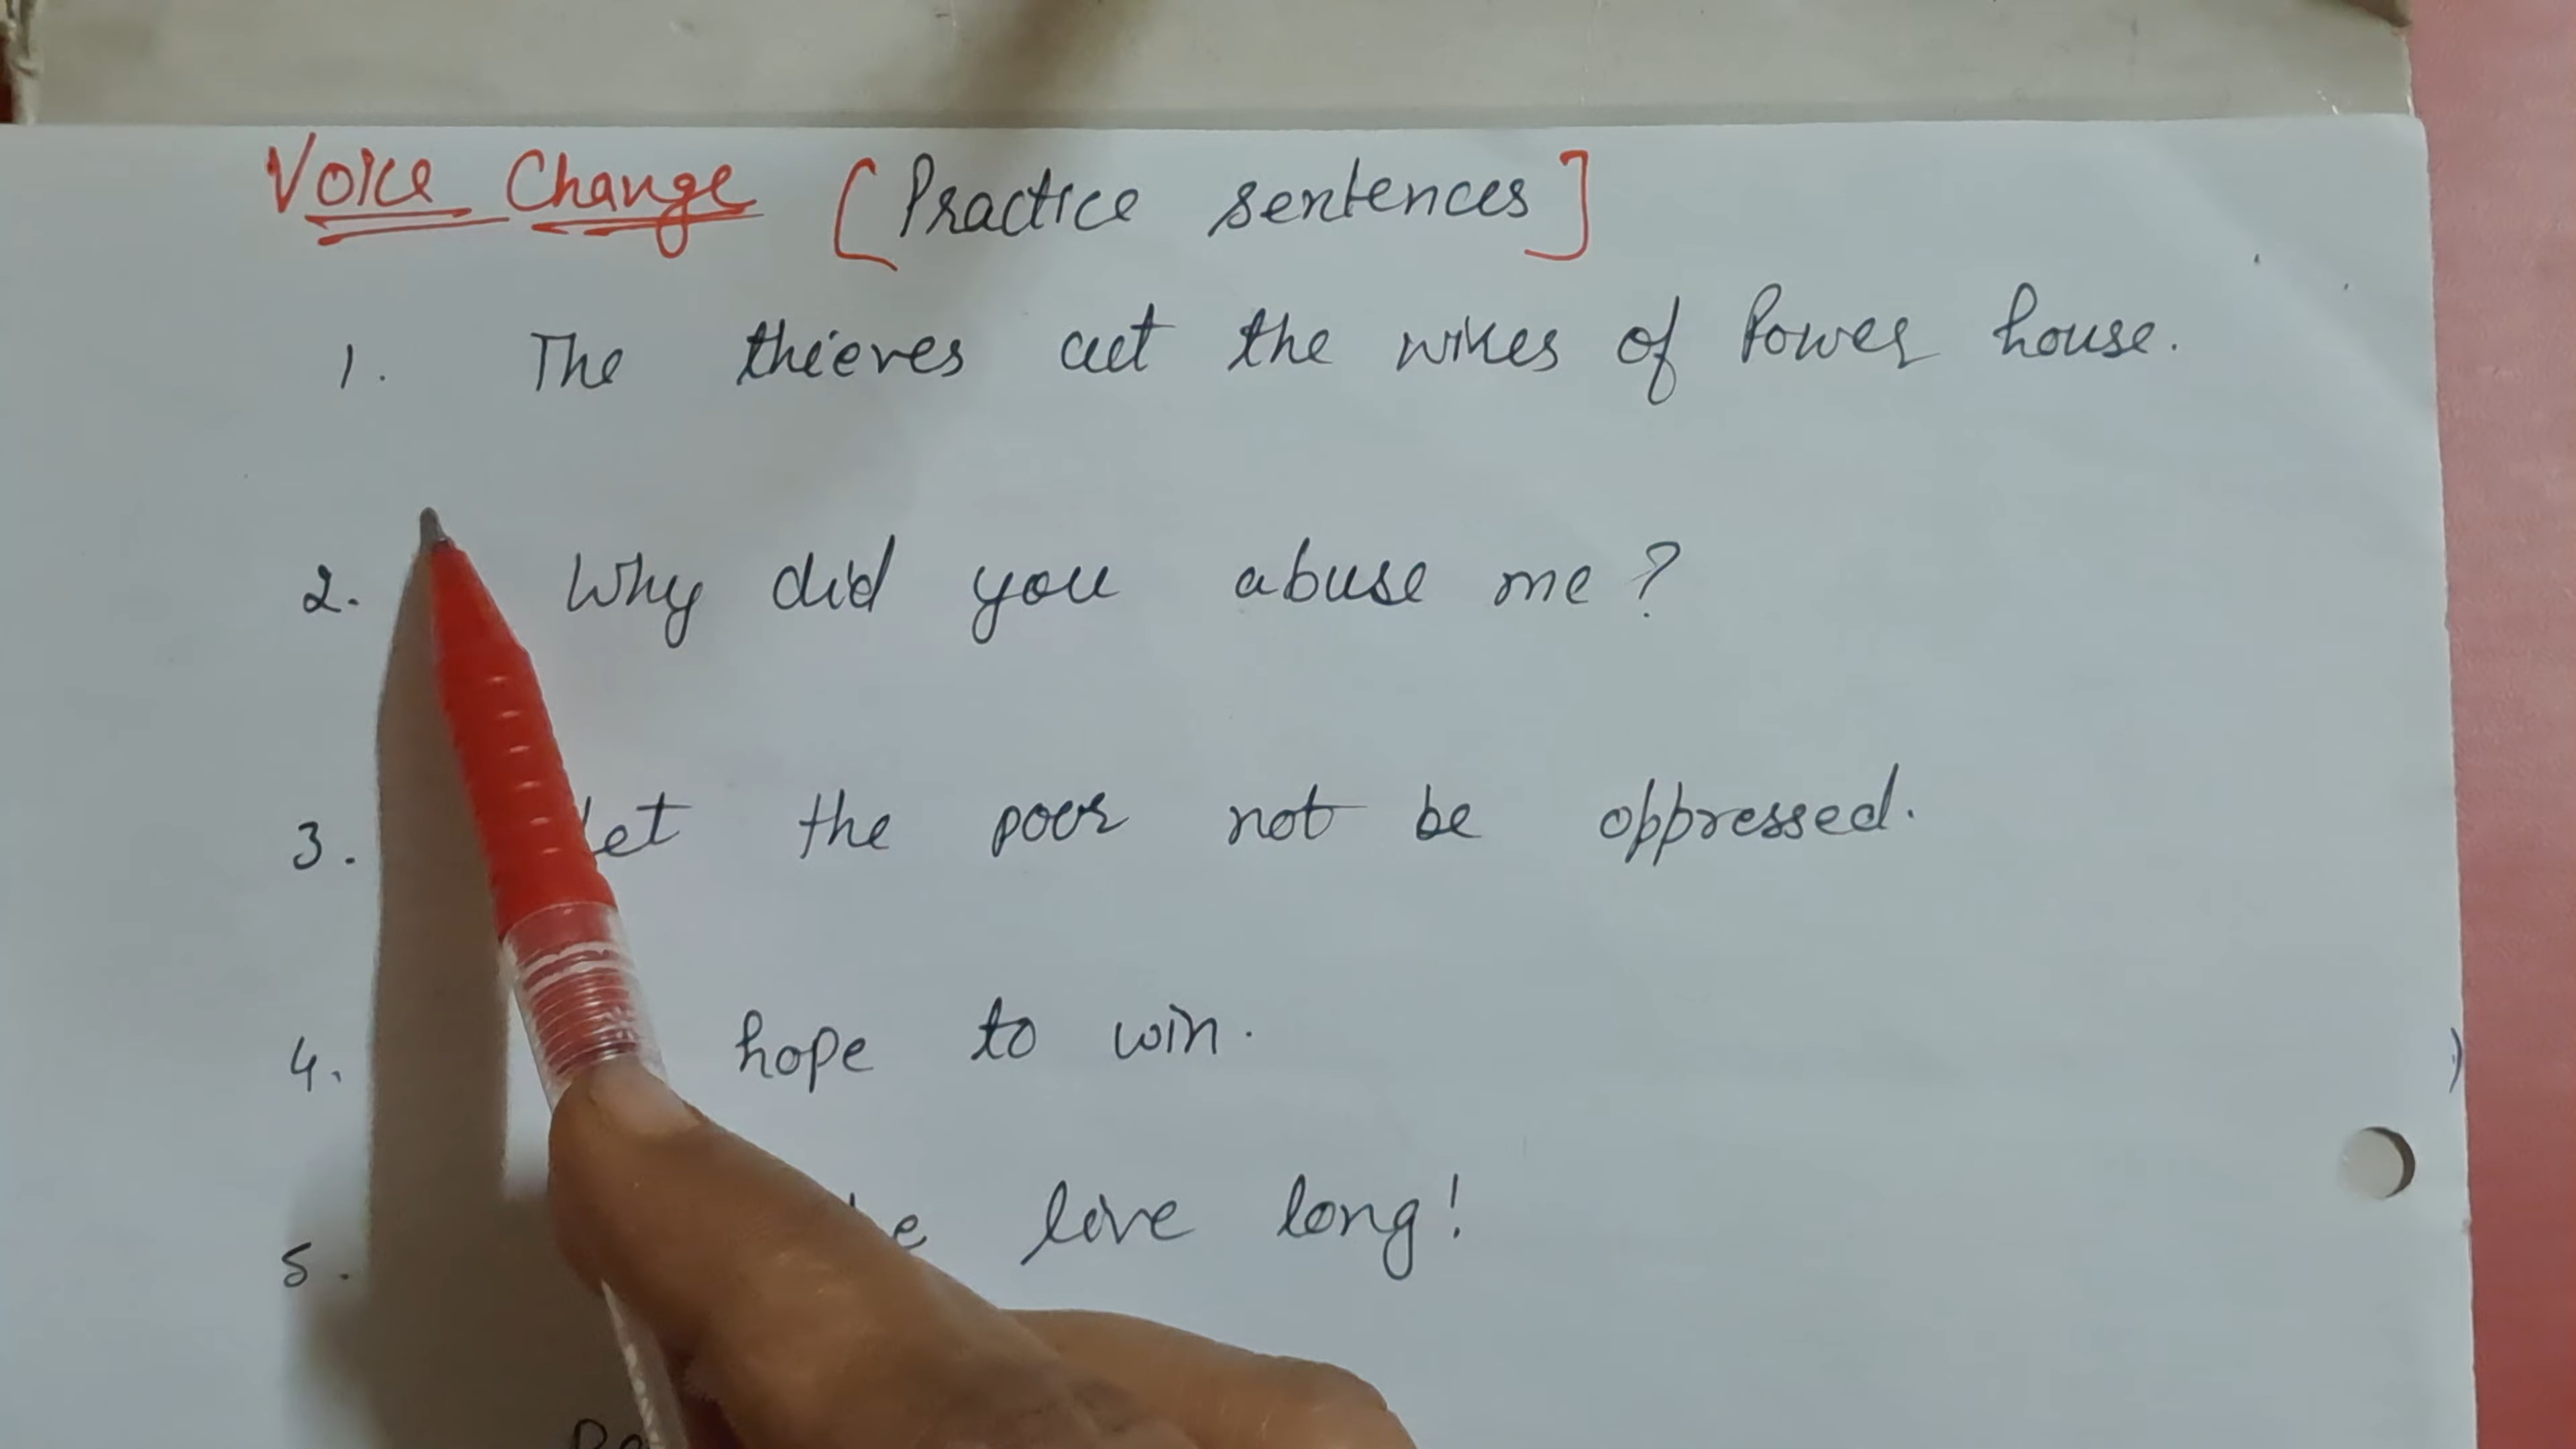 Voice Change [Practice sentences]
1. The thieves cut the wires of Power house.
2. Why did you abuse me?
3. Let the poor not be oppressed.
4. hope to win.
5. live long!